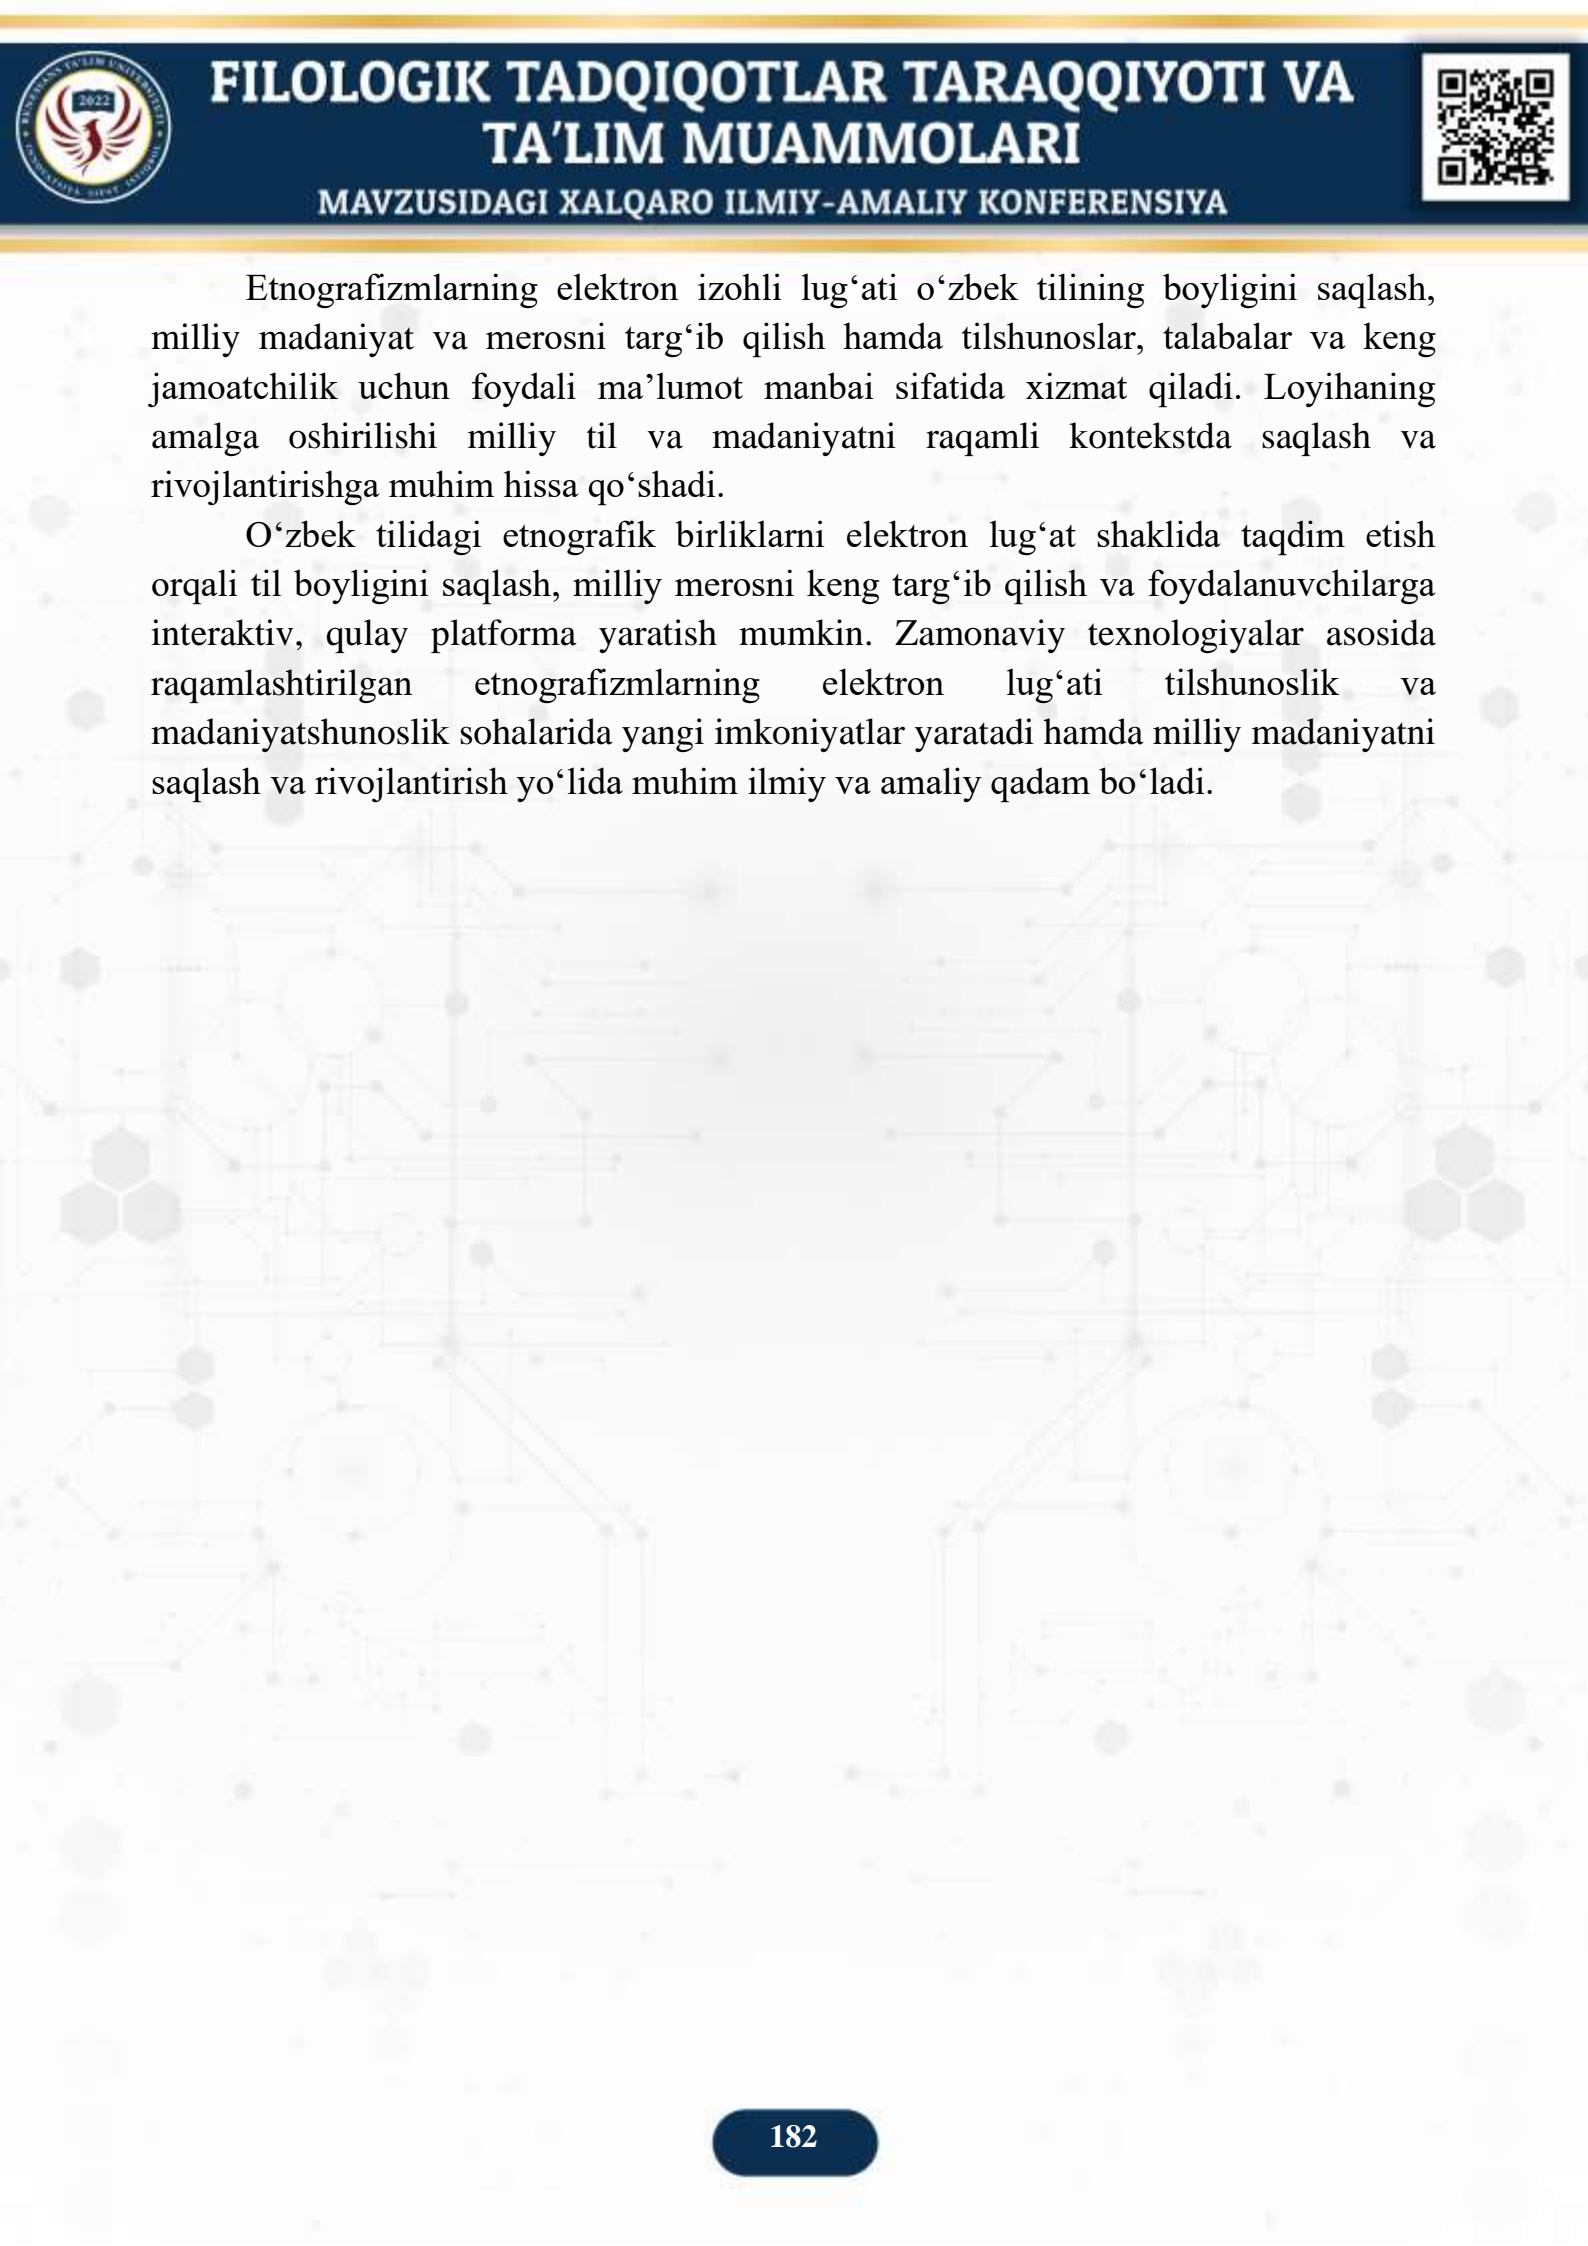 FILOLOGIK TADQIQOTLAR TARAQQIYOTI VA
TA’LIM MUAMMOLARI
MAVZUSIDAGI XALQARO ILMIY-AMALIY KONFERENSIYA
2022
Etnografizmlarning elektron izohli lug‘ati o‘zbek tilining boyligini saqlash,
milliy madaniyat va merosni targ‘ib qilish hamda tilshunoslar, talabalar va keng
jamoatchilik uchun foydali ma’lumot manbai sifatida xizmat qiladi. Loyihaning
amalga oshirilishi milliy til va madaniyatni raqamli kontekstda saqlash va
rivojlantirishga muhim hissa qo‘shadi.
O‘zbek tilidagi etnografik birliklarni elektron lug‘at shaklida taqdim etish
orqali til boyligini saqlash, milliy merosni keng targ‘ib qilish va foydalanuvchilarga
interaktiv, qulay platforma yaratish mumkin. Zamonaviy texnologiyalar asosida
raqamlashtirilgan etnografizmlarning elektron lug‘ati tilshunoslik va
madaniyatshunoslik sohalarida yangi imkoniyatlar yaratadi hamda milliy madaniyatni
saqlash va rivojlantirish yo‘lida muhim ilmiy va amaliy qadam bo‘ladi.
182